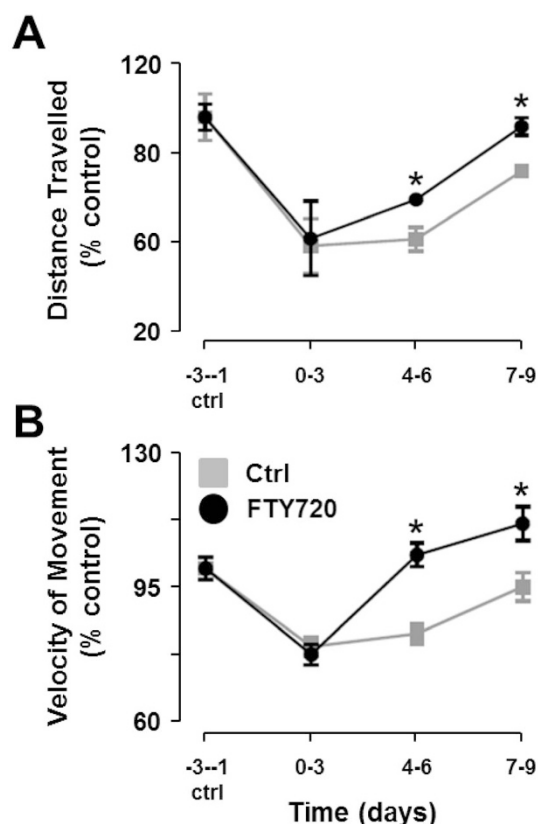 A
Distance Travelled
(% control)
120
80
60
20
*
*
-3--1
ctrl
0-3
4-6
7-9
B
Velocity of Movement
(% control)
130
95
60
Ctrl
FTY720
*
*
-3--1
ctrl
0-3
4-6
7-9
Time (days)